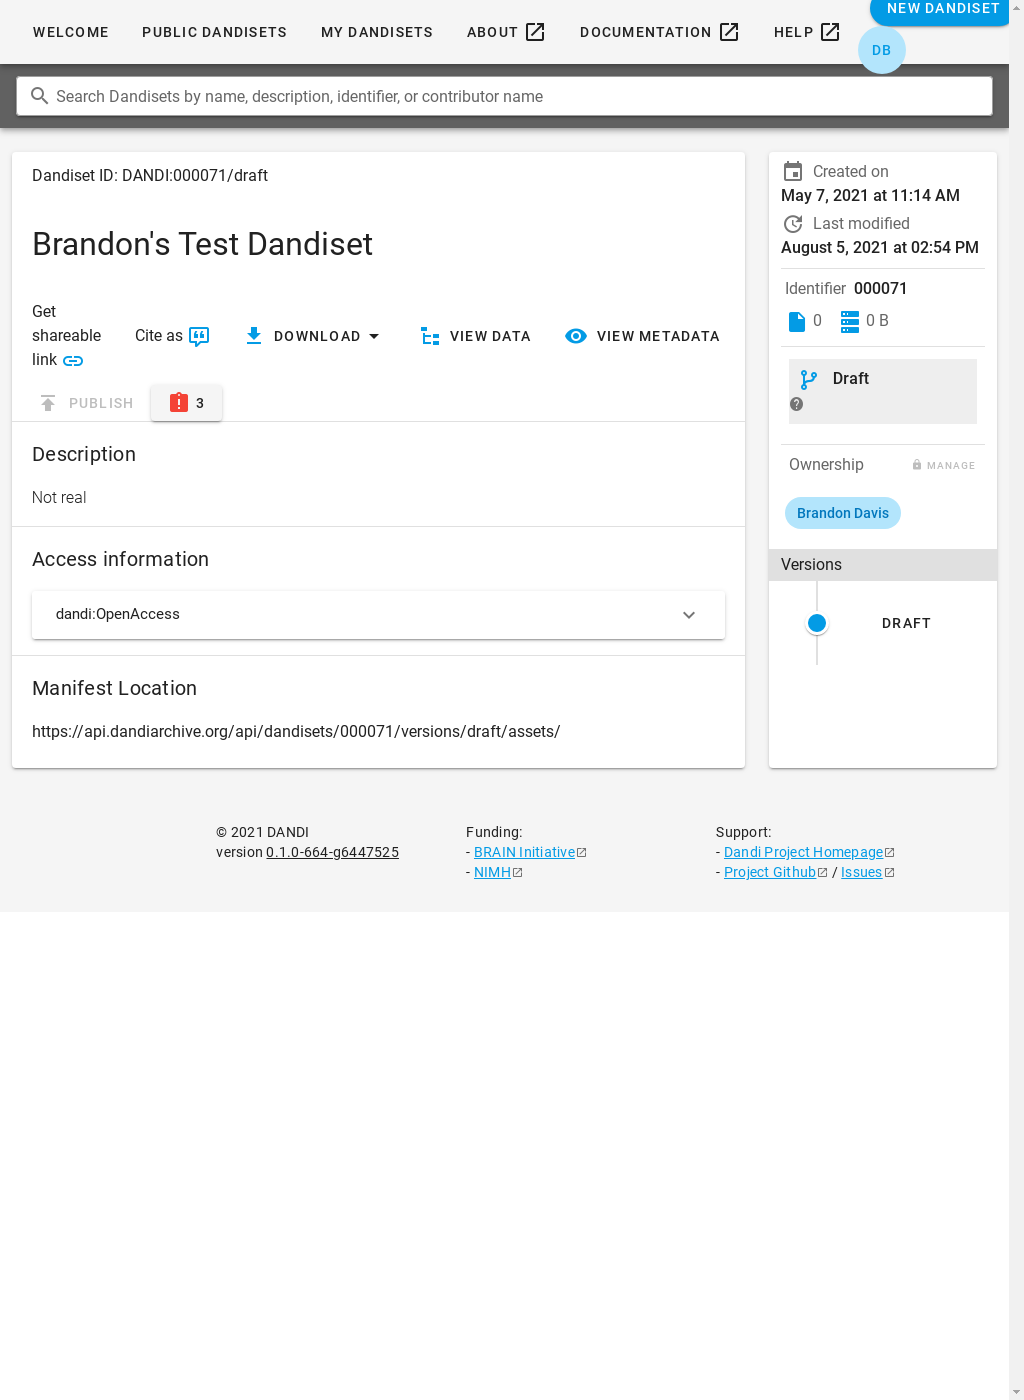 WELCOME PUBLIC DANDISETS MY DANDISETS ABOUT DOCUMENTATION HELP NEW DANDISET
DB
Search Dandisets by name, description, identifier, or contributor name
Dandiset ID: DANDI:000071/draft
Brandon's Test Dandiset
Get
shareable
link
Cite as
DOWNLOAD
VIEW DATA
VIEW METADATA
PUBLISH
3
Description
Not real
Access information
dandi:OpenAccess
Manifest Location
https://api.dandiarchive.org/api/dandisets/000071/versions/draft/assets/
Created on
May 7, 2021 at 11:14 AM
Last modified
August 5, 2021 at 02:54 PM
Identifier 000071
0 0 B
Draft
Ownership MANAGE
Brandon Davis
Versions
DRAFT
© 2021 DANDI
version 0.1.0-664-g6447525
Funding:
- BRAIN Initiative
- NIMH
Support:
- Dandi Project Homepage
- Project Github / Issues